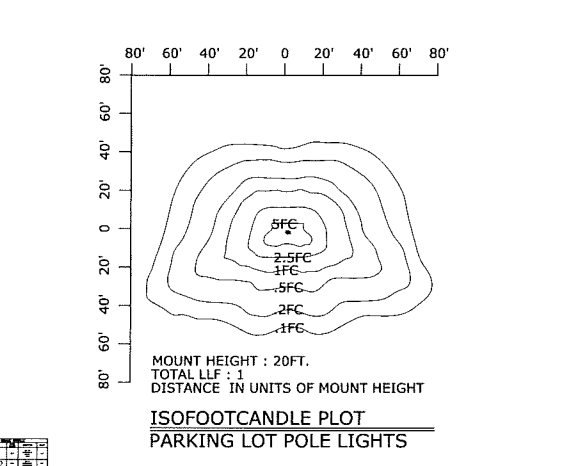 80' 60' 40' 20' 0 20' 40' 60' 80'
80'
60'
40'
20'
0
20'
40'
60'
80'
5FC
2.5FC
1FC
.5FC
.2FC
.1FC
MOUNT HEIGHT : 20FT.
TOTAL LLF : 1
DISTANCE IN UNITS OF MOUNT HEIGHT
ISOFOOTCANDLE PLOT
PARKING LOT POLE LIGHTS